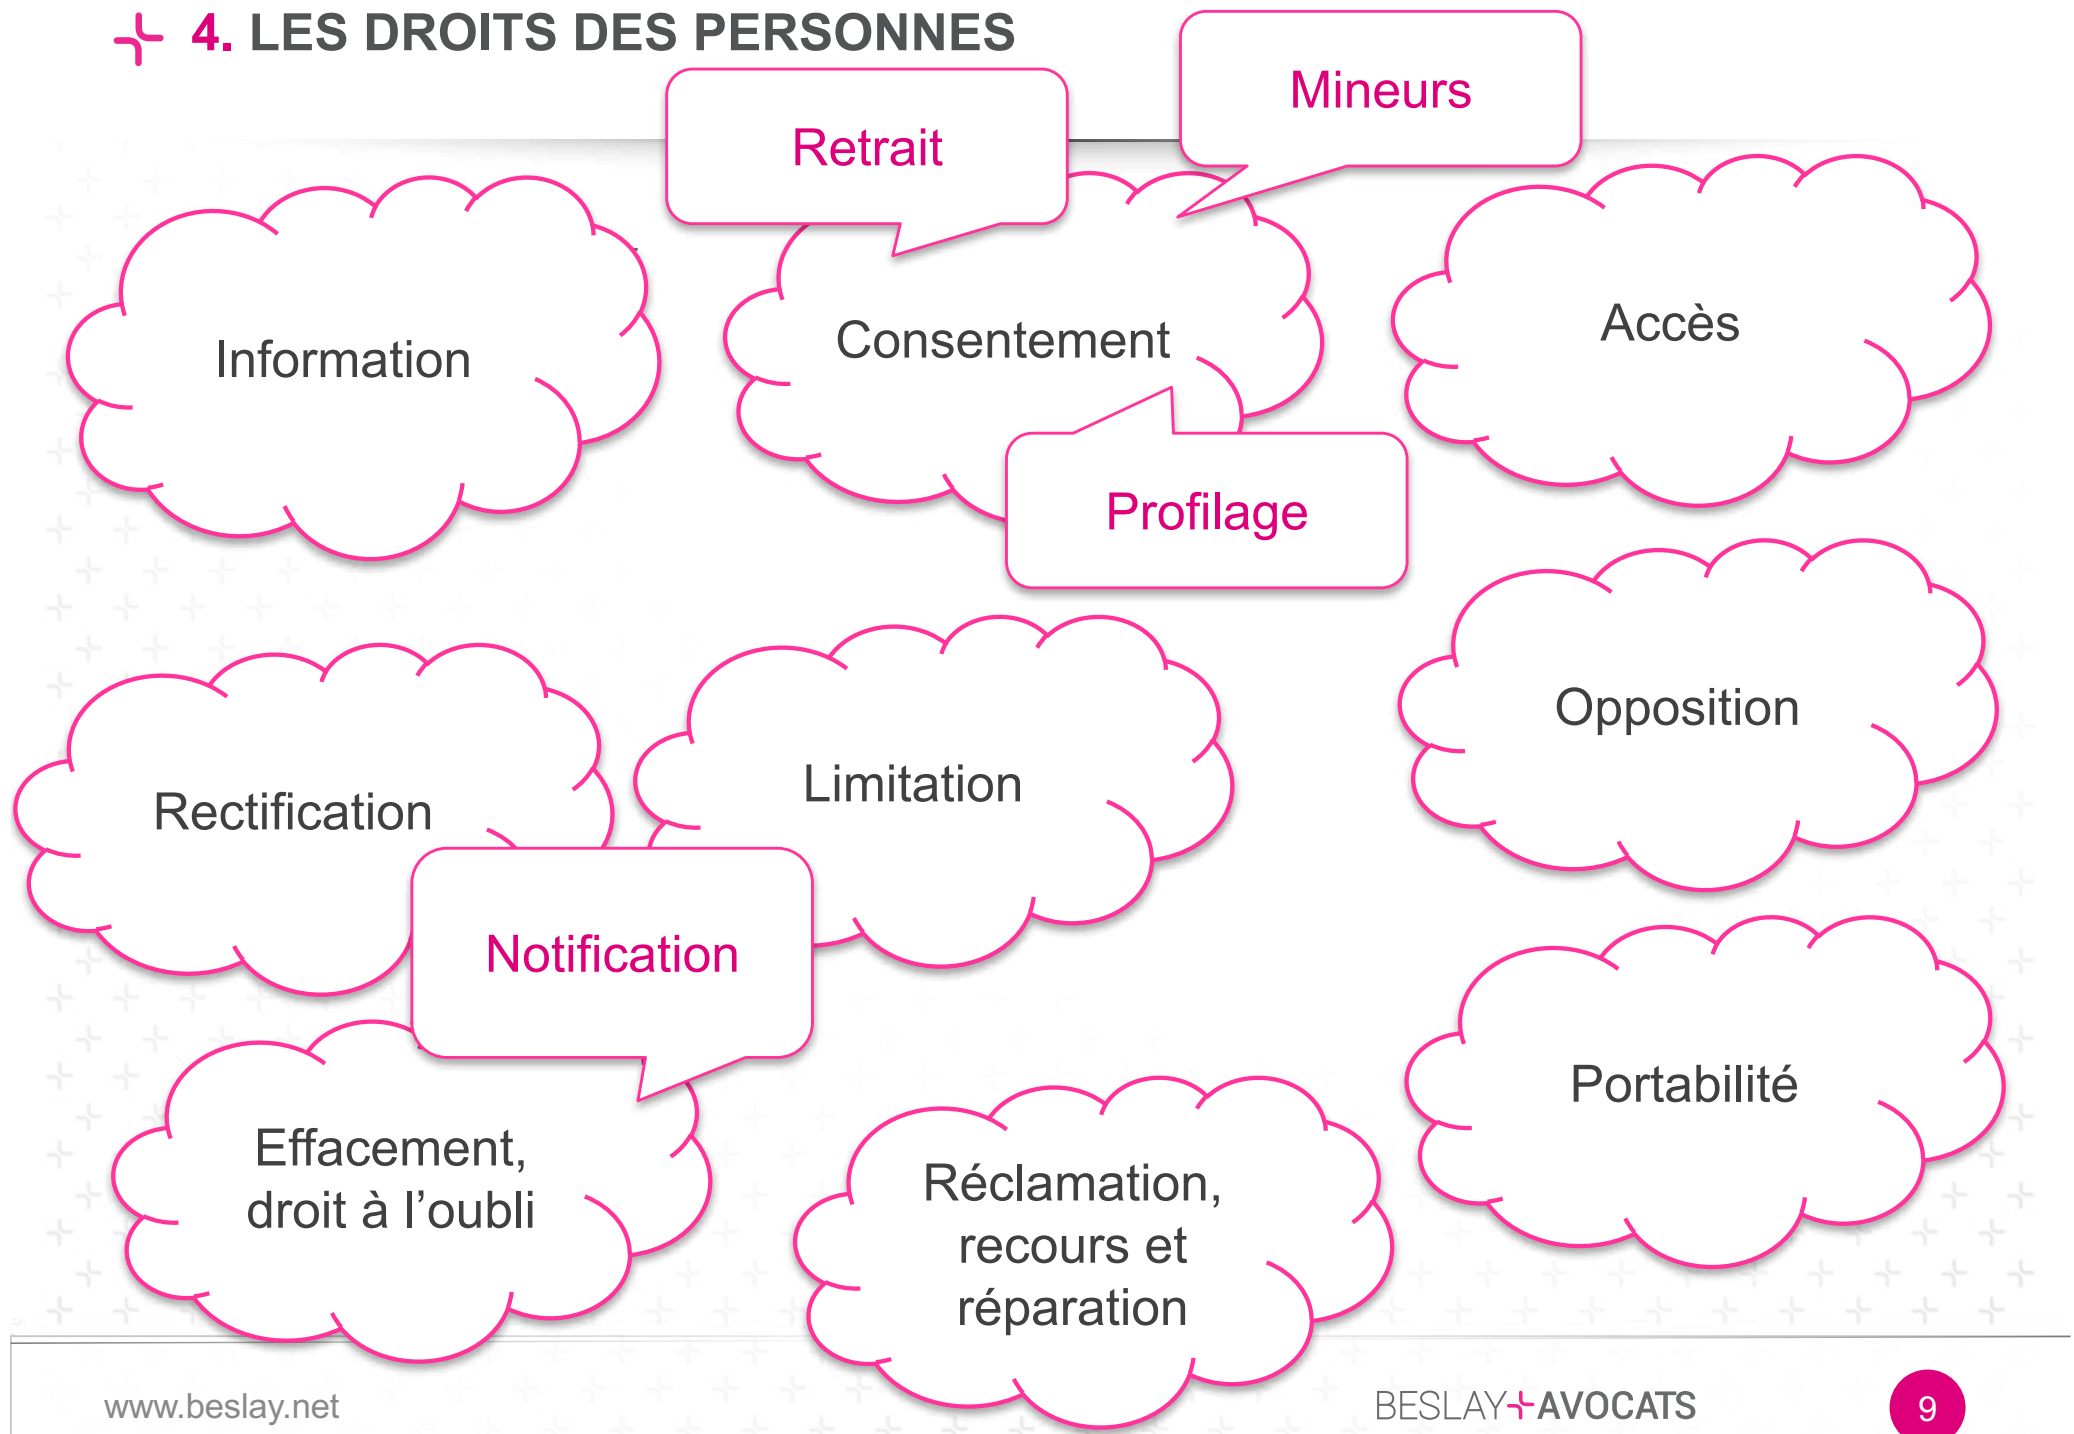 4. LES DROITS DES PERSONNES
Mineurs
Retrait
Information
Consentement
Accès
Profilage
Rectification
Limitation
Opposition
Notification
Effacement,
droit à l’oubli
Réclamation,
recours et
réparation
Portabilité
www.beslay.net
BESLAY AVOCATS
9